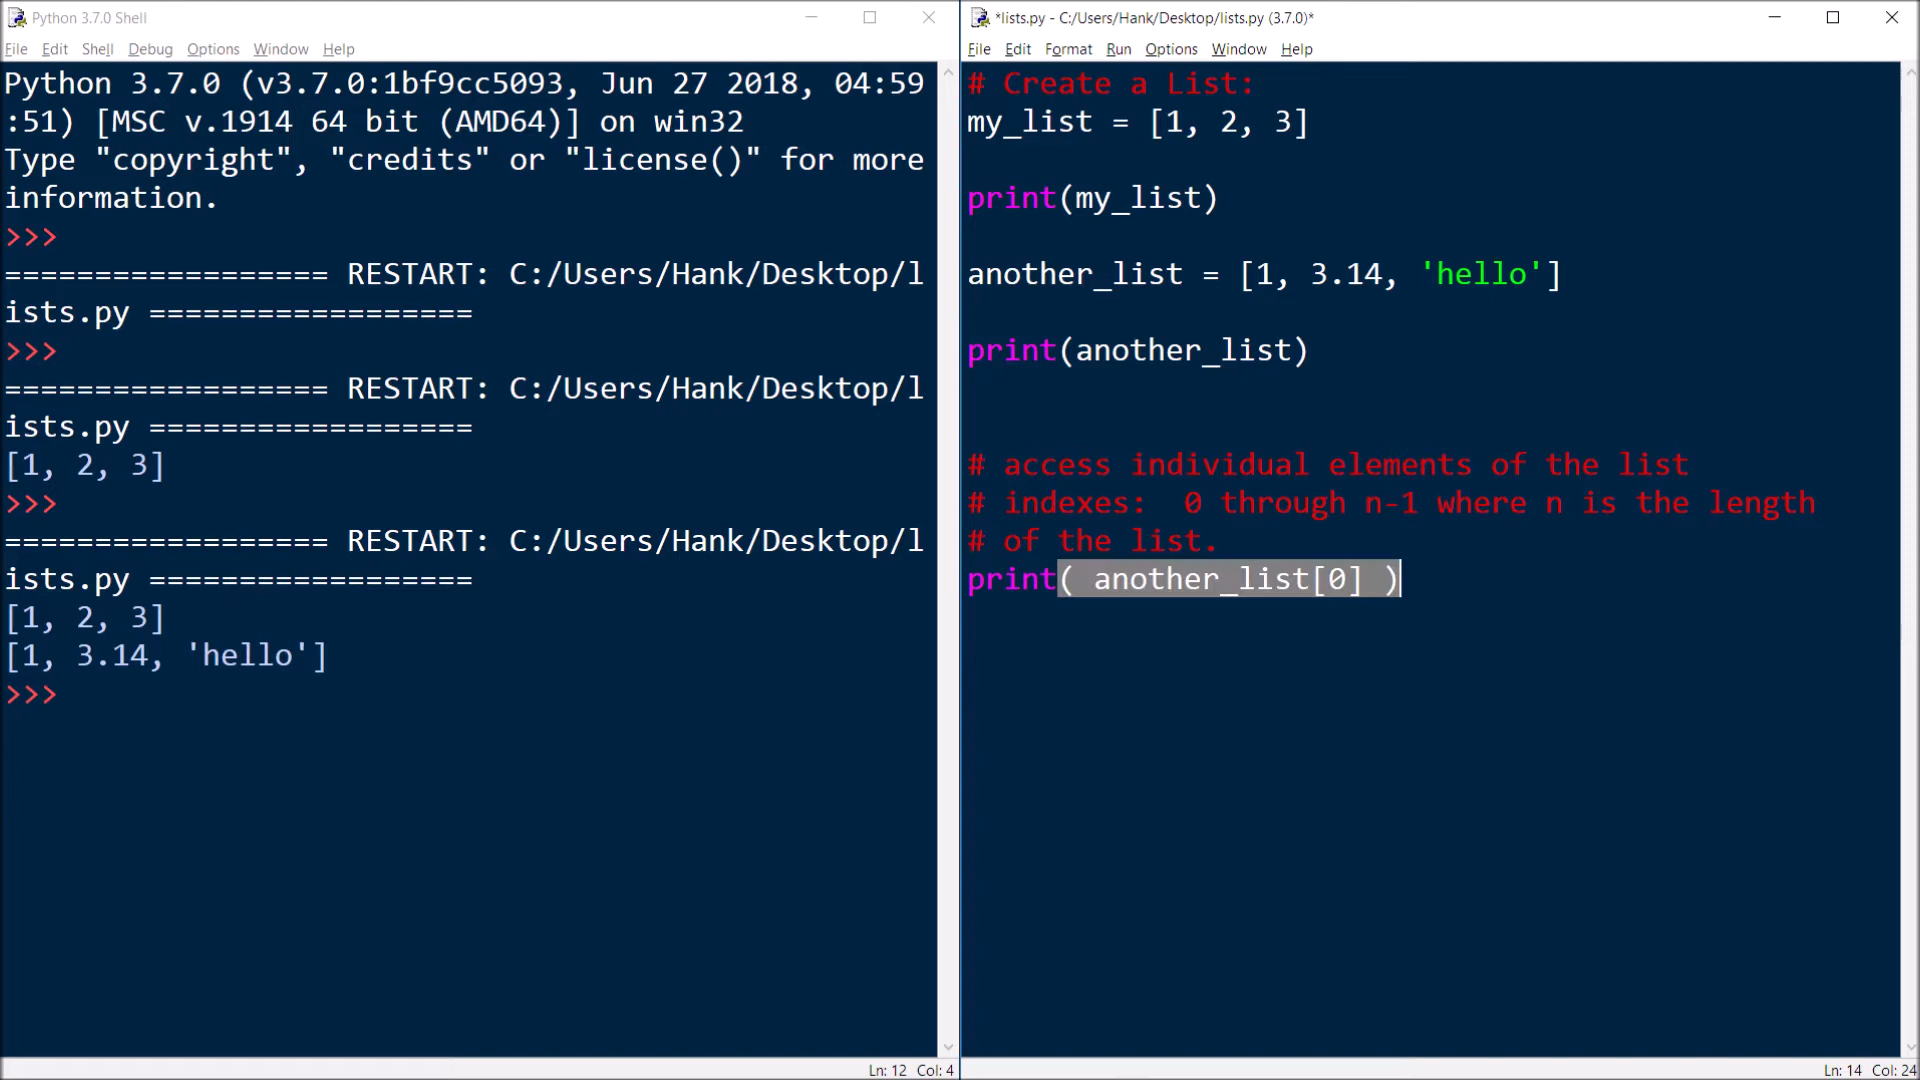 Python 3.7.0 Shell
File Edit Shell Debug Options Window Help
Python 3.7.0 (v3.7.0:1bf9cc5093, Jun 27 2018, 04:59
:51) [MSC v.1914 64 bit (AMD64)] on win32
Type "copyright", "credits" or "license()" for more
information.
>>>
================== RESTART: C:/Users/Hank/Desktop/l
ists.py ==================
>>>
================== RESTART: C:/Users/Hank/Desktop/l
ists.py ==================
[1, 2, 3]
>>>
================== RESTART: C:/Users/Hank/Desktop/l
ists.py ==================
[1, 2, 3]
[1, 3.14, 'hello']
>>>
Ln: 12 Col: 4
*lists.py - C:/Users/Hank/Desktop/lists.py (3.7.0)*
File Edit Format Run Options Window Help
# Create a List:
my_list = [1, 2, 3]
print(my_list)
another_list = [1, 3.14, 'hello']
print(another_list)
# access individual elements of the list
# indexes:  0 through n-1 where n is the length
# of the list.
print( another_list[0] )
Ln: 14 Col: 24